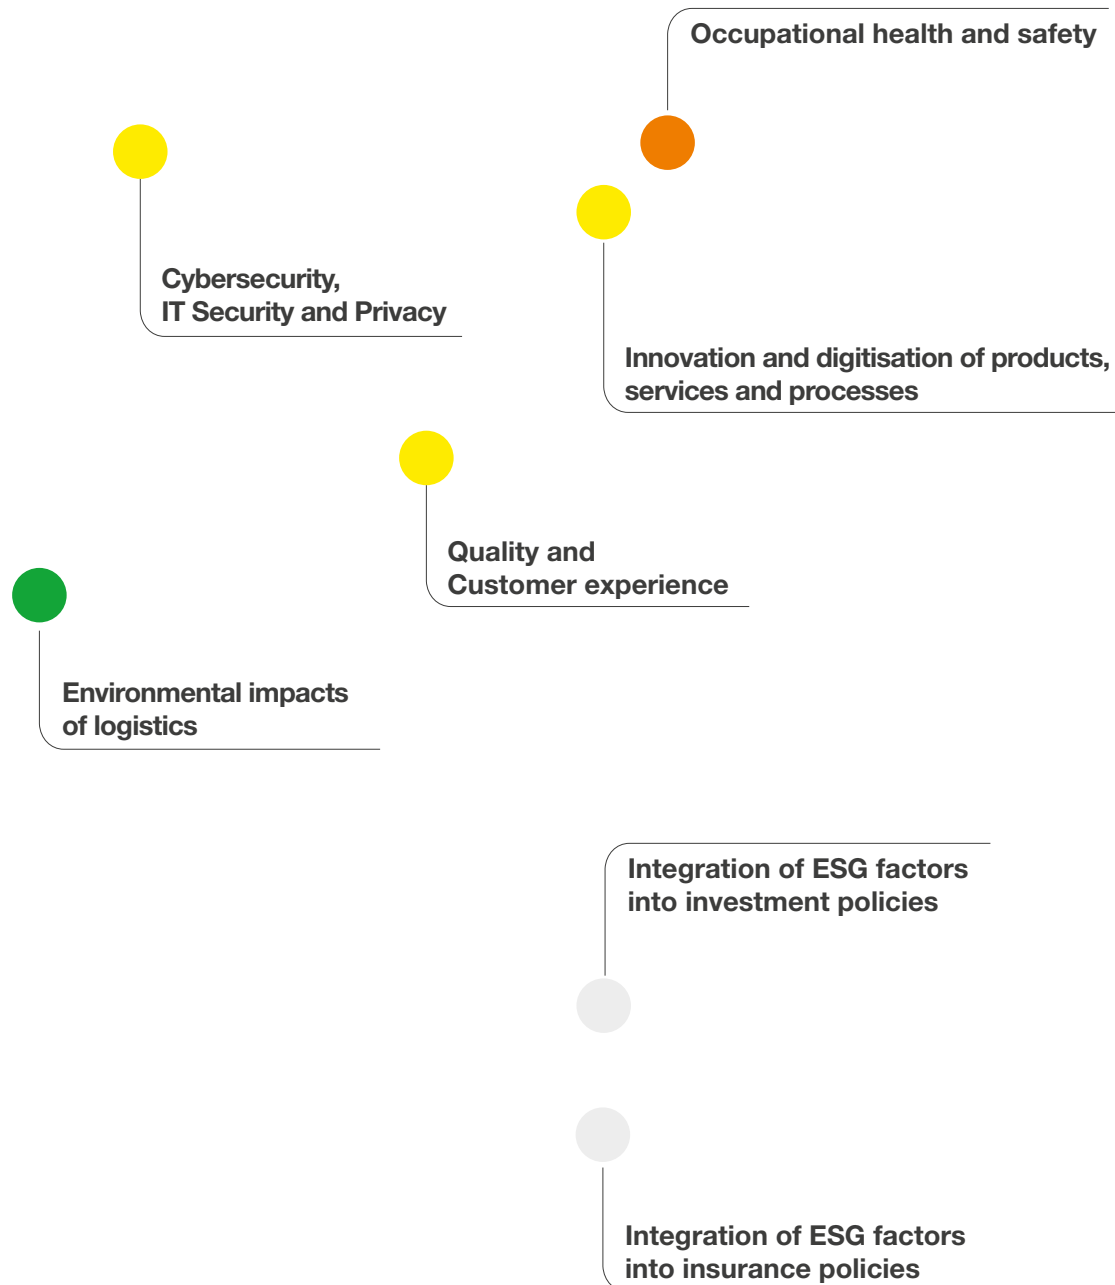 Occupational health and safety
Cybersecurity,
IT Security and Privacy
Innovation and digitisation of products,
services and processes
Quality and
Customer experience
Environmental impacts
of logistics
Integration of ESG factors
into investment policies
Integration of ESG factors
into insurance policies